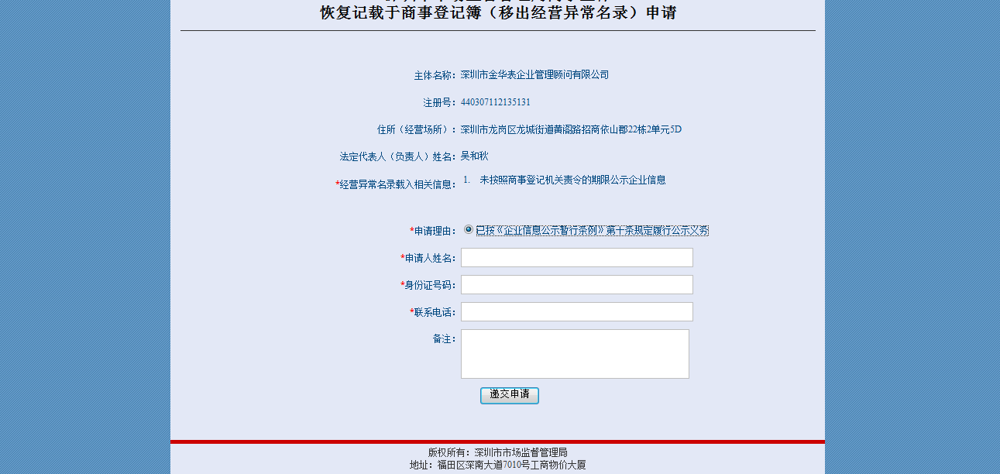 恢复记载于商事登记簿（移出经营异常名录）申请
主体名称：深圳市金华表企业管理顾问有限公司
注册号：440307112135131
住所（经营场所）：深圳市龙岗区龙城街道黄阁路招商依山郡22栋2单元5D
法定代表人（负责人）姓名：吴和秋
*经营异常名录载入相关信息：1. 未按照商事登记机关责令的期限公示企业信息
*申请理由：已按《企业信息公示暂行条例》第十条规定履行公示义务
*申请人姓名：
*身份证号码：
*联系电话：
备注：
递交申请
版权所有：深圳市市场监督管理局
地址：福田区深南大道7010号工商物价大厦